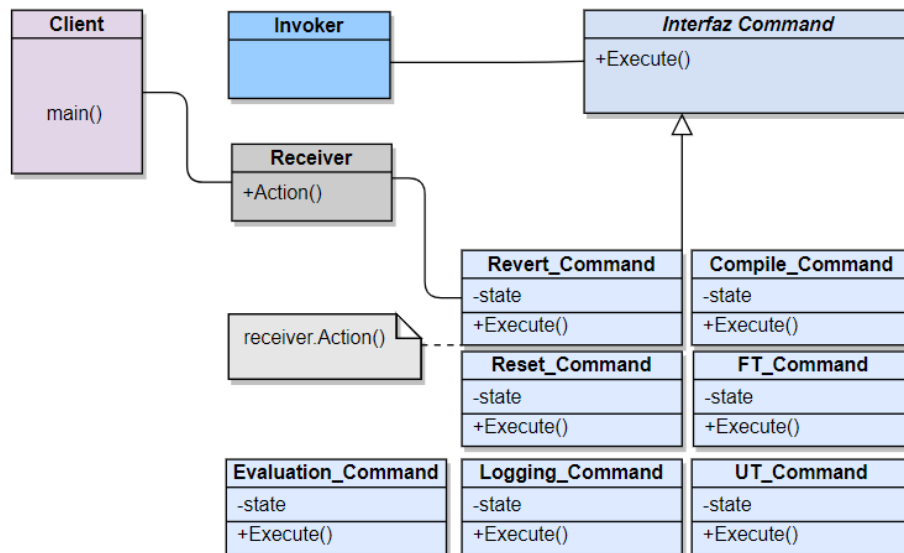 Client
main()
Invoker
Interfaz Command
+Execute()
Receiver
+Action()
receiver.Action()
Revert_Command
-state
+Execute()
Compile_Command
-state
+Execute()
Reset_Command
-state
+Execute()
FT_Command
-state
+Execute()
Evaluation_Command
-state
+Execute()
Logging_Command
-state
+Execute()
UT_Command
-state
+Execute()